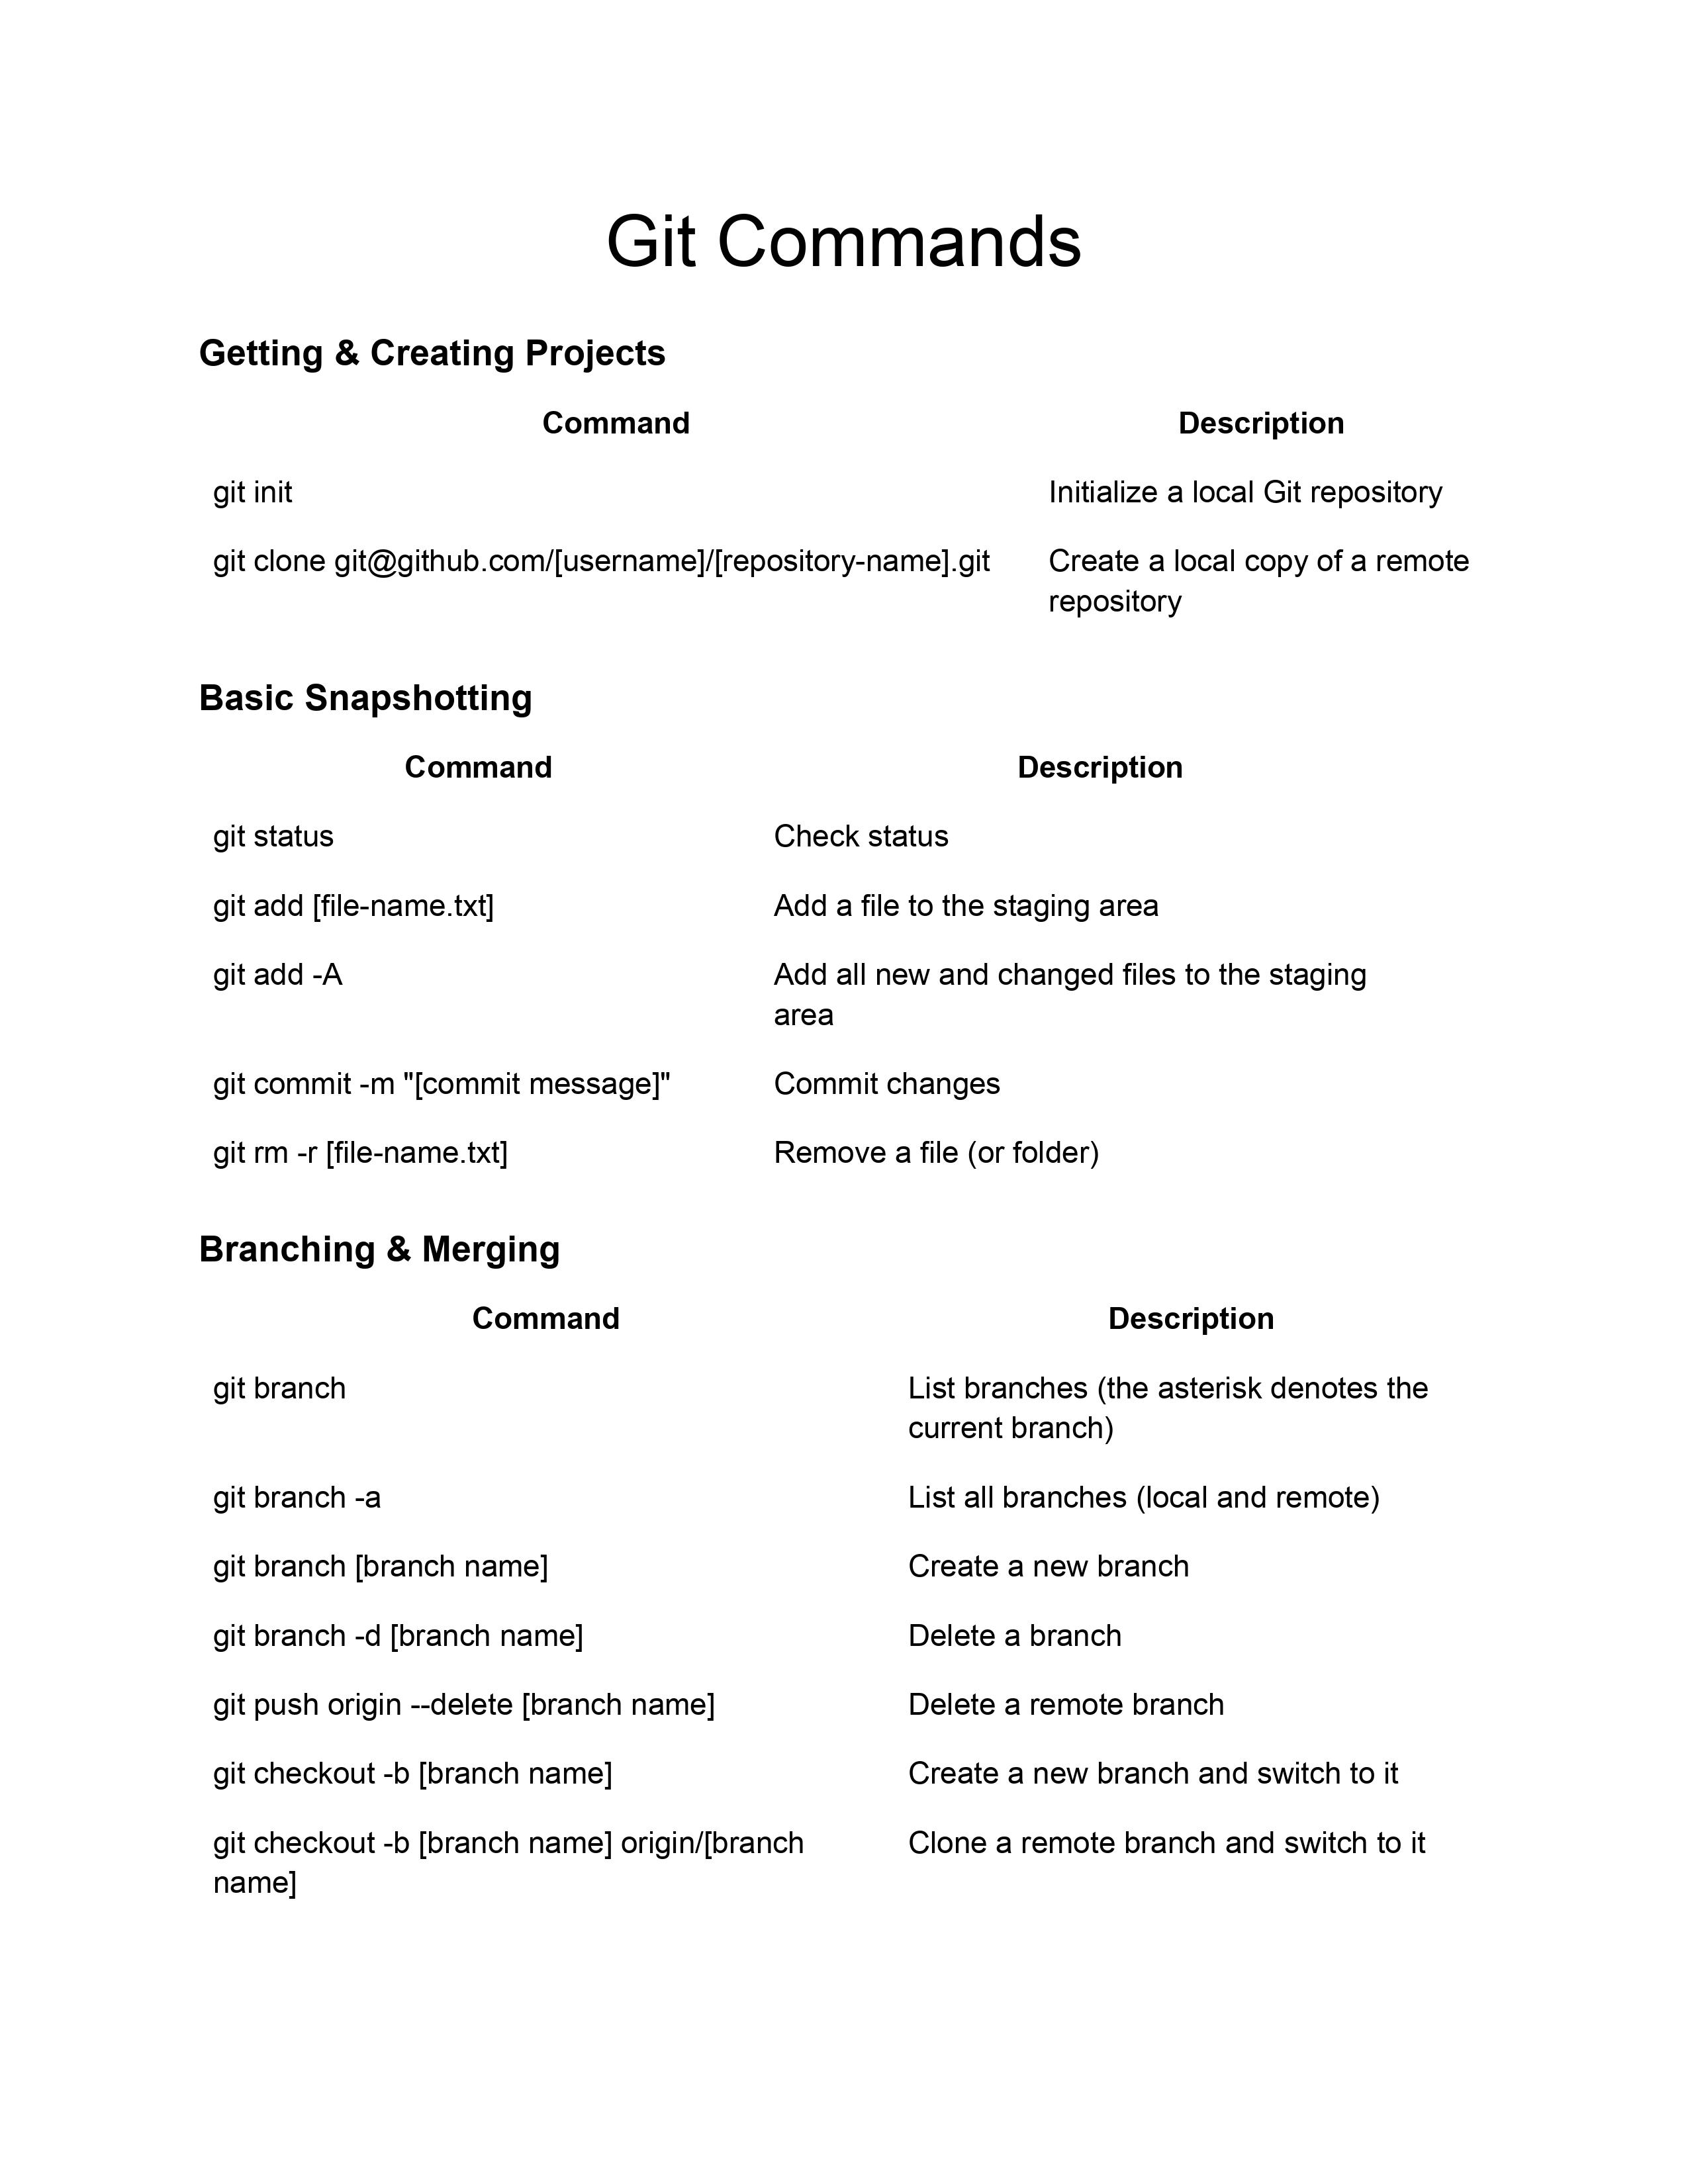 Git Commands
Getting & Creating Projects
Command Description
git init Initialize a local Git repository
git clone git@github.com/[username]/[repository-name].git Create a local copy of a remote
repository
Basic Snapshotting
Command Description
git status Check status
git add [file-name.txt] Add a file to the staging area
git add -A Add all new and changed files to the staging
area
git commit -m "[commit message]" Commit changes
git rm -r [file-name.txt] Remove a file (or folder)
Branching & Merging
Command Description
git branch List branches (the asterisk denotes the
current branch)
git branch -a List all branches (local and remote)
git branch [branch name] Create a new branch
git branch -d [branch name] Delete a branch
git push origin --delete [branch name] Delete a remote branch
git checkout -b [branch name] Create a new branch and switch to it
git checkout -b [branch name] origin/[branch Clone a remote branch and switch to it
name]